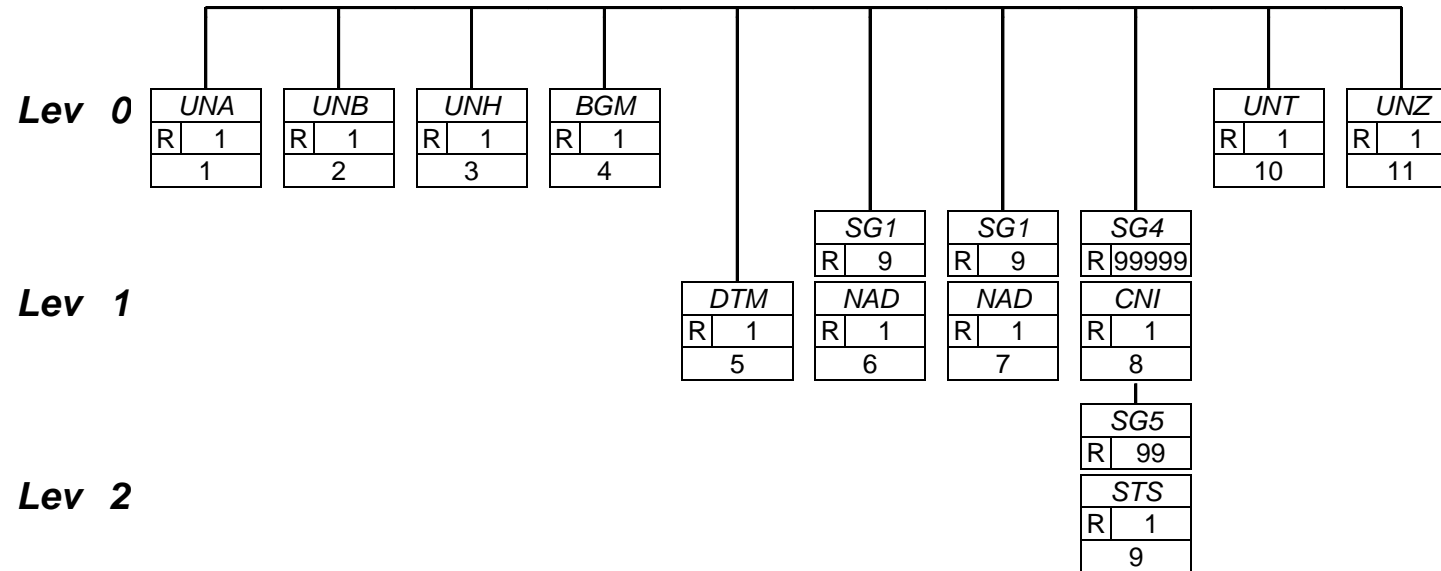 Lev 0
UNA
R 1
1
UNB
R 1
2
UNH
R 1
3
BGM
R 1
4
UNT
R 1
10
UNZ
R 1
11
Lev 1
DTM
R 1
5
SG1
R 9
NAD
R 1
6
SG1
R 9
NAD
R 1
7
SG4
R 99999
CNI
R 1
8
Lev 2
SG5
R 99
STS
R 1
9